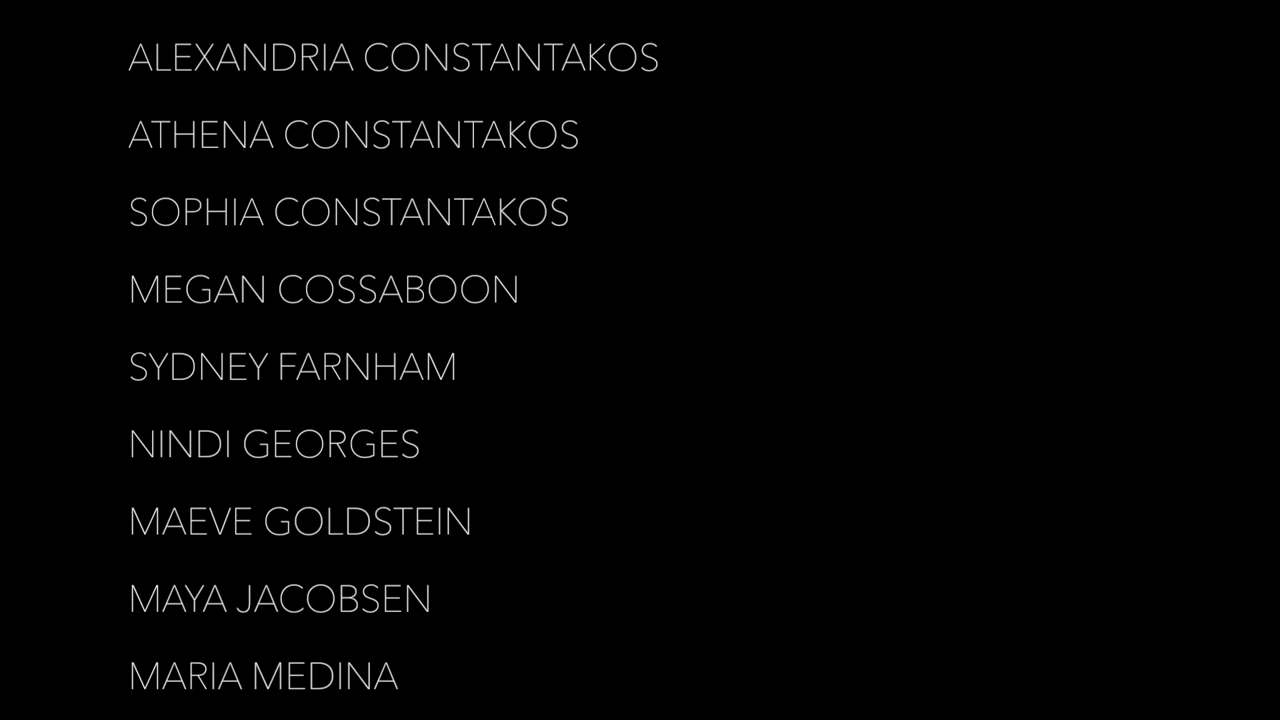 ALEXANDRIA CONSTANTAKOS
ATHENA CONSTANTAKOS
SOPHIA CONSTANTAKOS
MEGAN COSSABOON
SYDNEY FARNHAM
NINDI GEORGES
MAEVE GOLDSTEIN
MAYA JACOBSEN
MARIA MEDINA